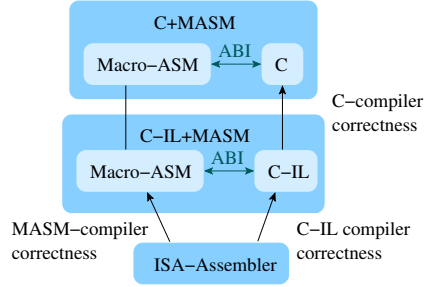 C+MASM
Macro−ASM
ABI
C
C−compiler
correctness
C−IL+MASM
Macro−ASM
ABI
C−IL
MASM−compiler
correctness
C−IL compiler
correctness
ISA−Assembler